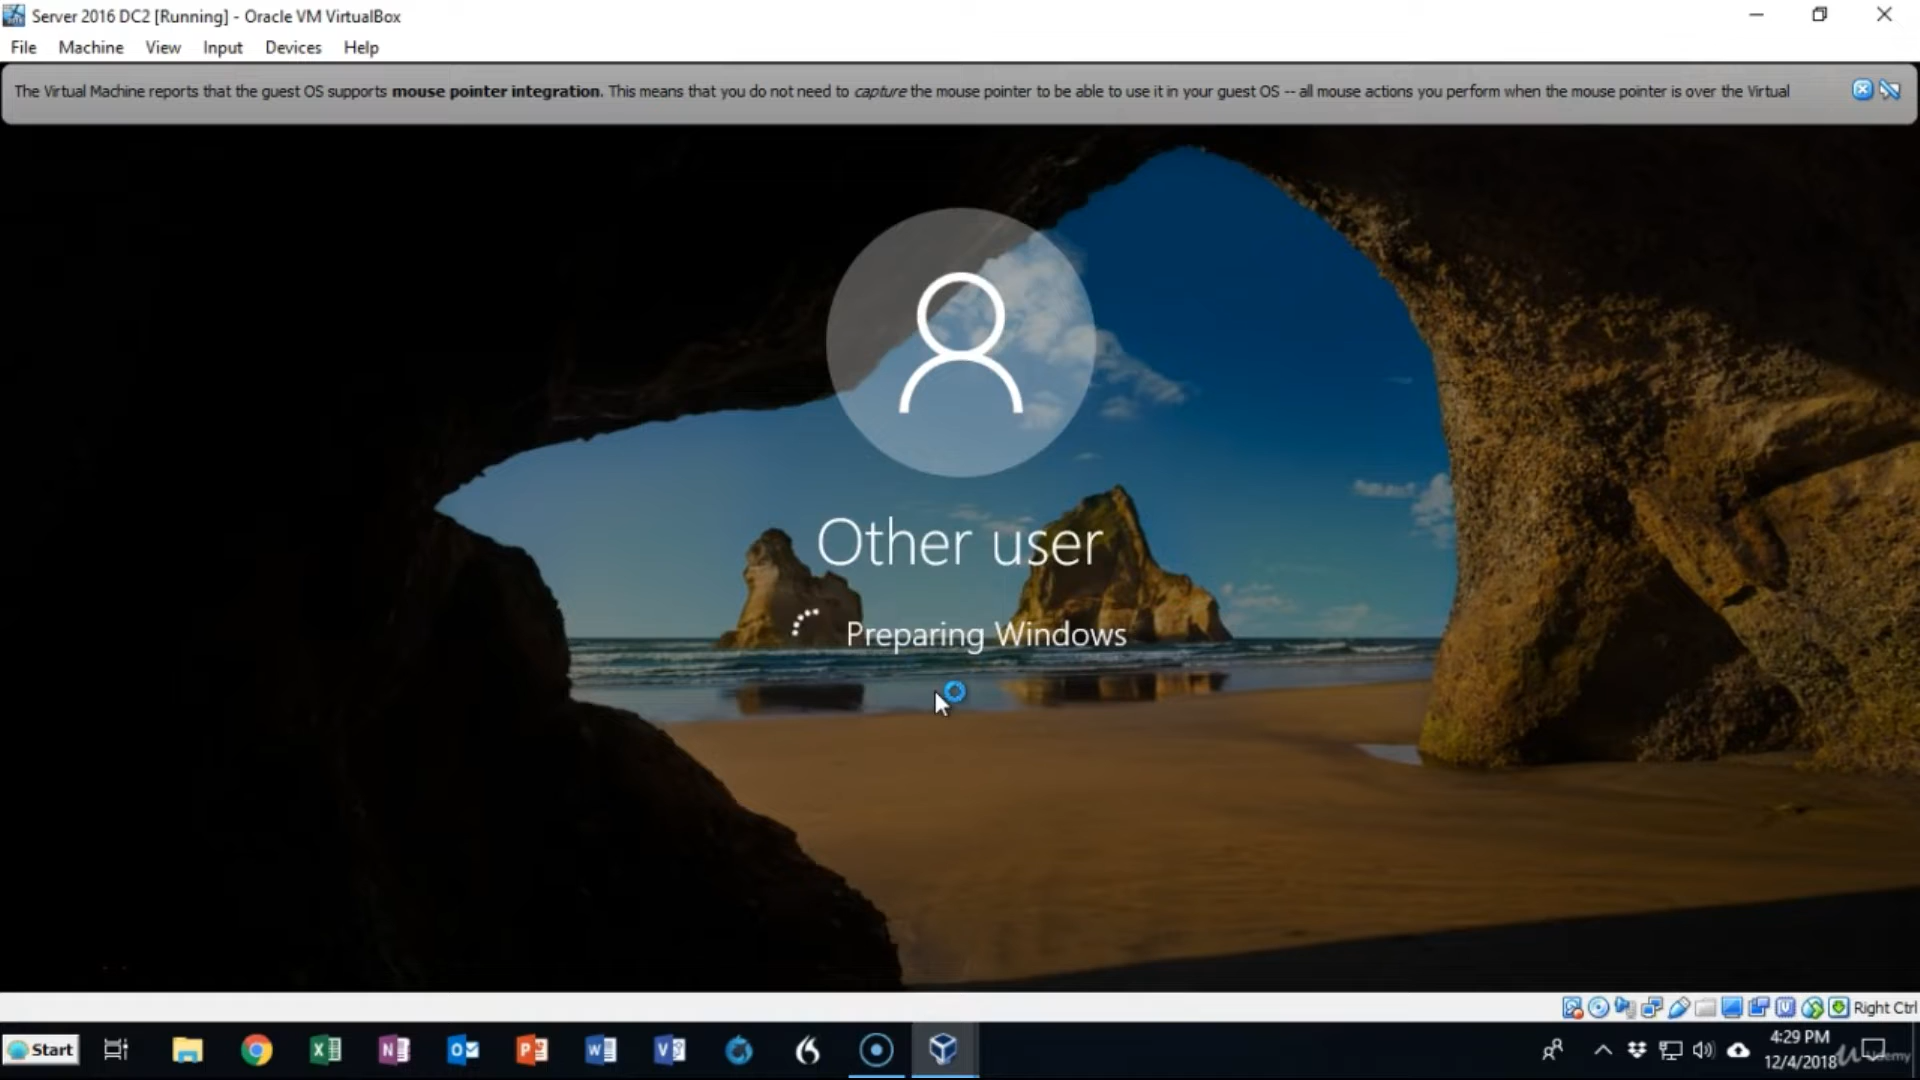 Server 2016 DC2 [Running] - Oracle VM VirtualBox
File Machine View Input Devices Help
The Virtual Machine reports that the guest OS supports mouse pointer integration. This means that you do not need to capture the mouse pointer to be able to use it in your guest OS -- all mouse actions you perform when the mouse pointer is over the Virtual
Other user
Preparing Windows
Right Ctrl
Start
4:29 PM
12/4/2018
Udemy